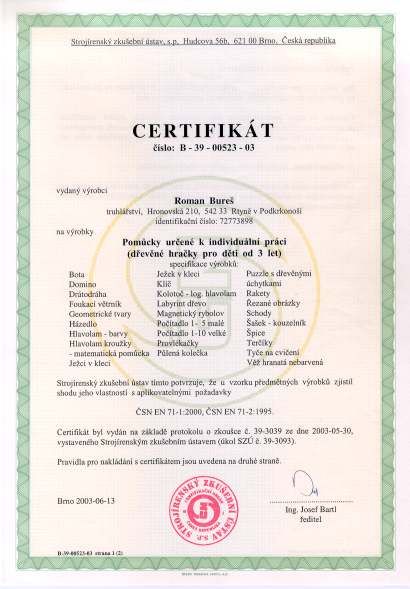 Strojírenský zkušební ústav, s.p., Hudcova 56b, 621 00 Brno, Česká republika
CERTIFIKÁT
číslo: B - 39 - 00523 - 03
vydaný výrobci
Roman Bureš
truhlářství, Hronovská 210, 542 33 Rtyně v Podkrkonoší
identifikační číslo: 72773898
na výrobky
Pomůcky určené k individuální práci
(dřevěné hračky pro děti od 3 let)
specifikace výrobků:
Bota
Domino
Drátodráha
Foukací větrník
Geometrické tvary
Házedlo
Hlavolam - barvy
Hlavolam kroužky
- matematická pomůcka
Ježci v kleci
Ježek v kleci
Klíč
Kolotoč - log. hlavolam
Labyrint dřevo
Magnetický rybolov
Počítadlo 1- 5 malé
Počítadlo 1-10 velké
Provlékačky
Půlená kolečka
Puzzle s dřevěnými
úchytkami
Rakety
Řezané obrázky
Schody
Šašek - kouzelník
Špice
Terčíky
Tyče na cvičení
Věž hranatá nebarvená
Strojírenský zkušební ústav tímto potvrzuje, že u vzorku předmětných výrobků zjistil
shodu jeho vlastností s aplikovatelnými požadavky
ČSN EN 71-1:2000, ČSN EN 71-2:1995.
Certifikát byl vydán na základě protokolu o zkoušce č. 39-3039 ze dne 2003-05-30,
vystaveného Strojírenským zkušebním ústavem (úkol SZÚ č. 39-3093).
Pravidla pro nakládání s certifikátem jsou uvedena na druhé straně.
Brno 2003-06-13
STROJÍRENSKÝ ZKUŠEBNÍ
ÚSTAV s.p.
Ing. Josef Bartl
ředitel
B-39-00523-03 strana 1 (2)